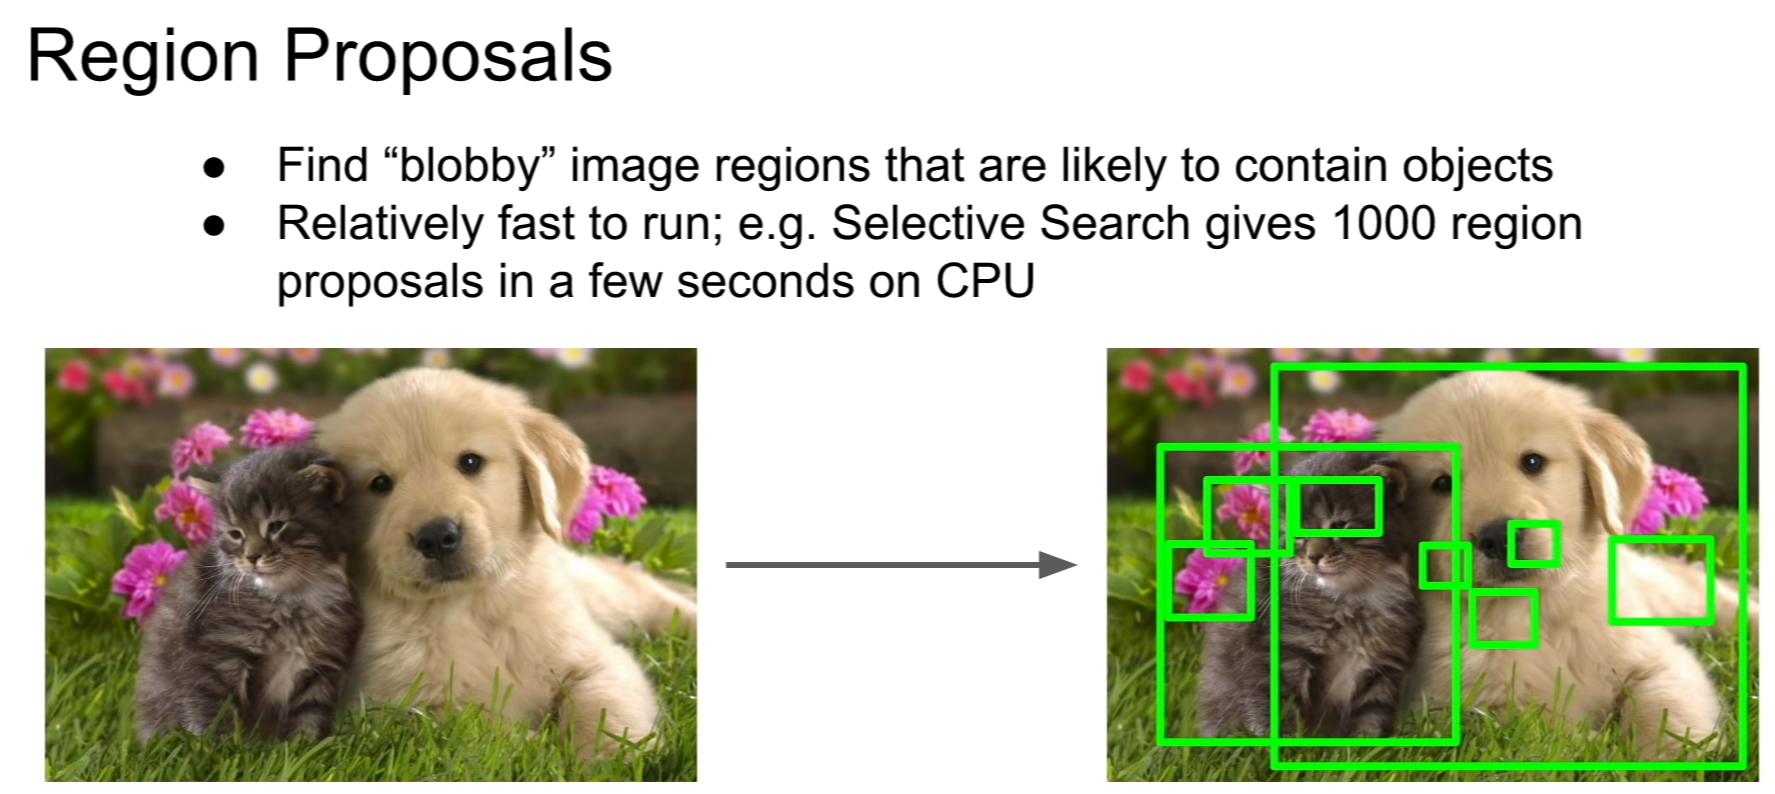 Region Proposals
● Find “blobby” image regions that are likely to contain objects
● Relatively fast to run; e.g. Selective Search gives 1000 region
proposals in a few seconds on CPU